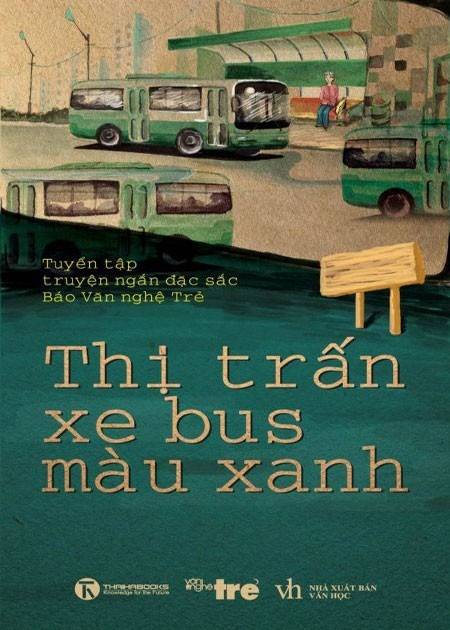 Tuyển tập
truyện ngắn đặc sắc
Báo Văn nghệ Trẻ
Thị trấn
xe bus
màu xanh
THAIHABOOKS
Knowledge for the Future
văn nghệ trẻ
vh
NHÀ XUẤT BẢN
VĂN HỌC